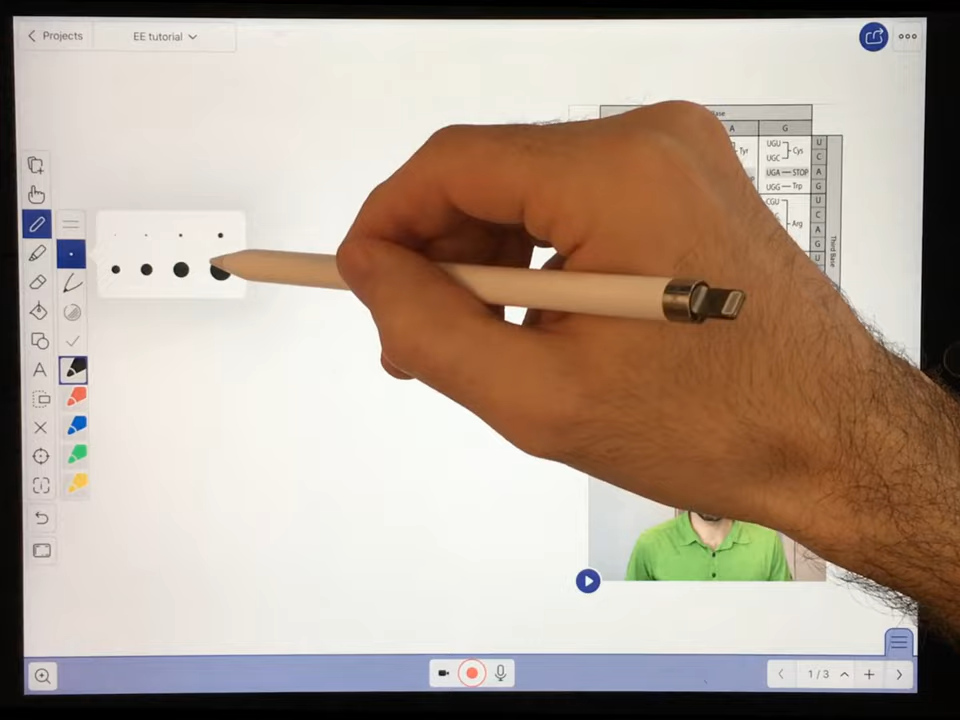 Projects
EE tutorial
A G
Tyr
UGU
UGC
Cys
UGA — STOP
UGG — Trp
CGU
Arg
U
C
A
G
U
C
A
G
U
Third Base
A
1/3